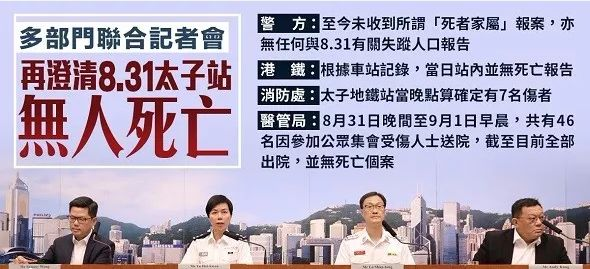 多部門聯合記者會
再澄清8.31太子站
無人死亡
警　方：至今未收到所謂「死者家屬」報案，亦
無任何與8.31有關失蹤人口報告
港　鐵：根據車站記錄，當日站內並無死亡報告
消防處：太子地鐵站當晚點算確定有7名傷者
醫管局：8月31日晚間至9月1日早晨，共有46
名因參加公眾集會受傷人士送院，截至目前全部
出院，並無死亡個案